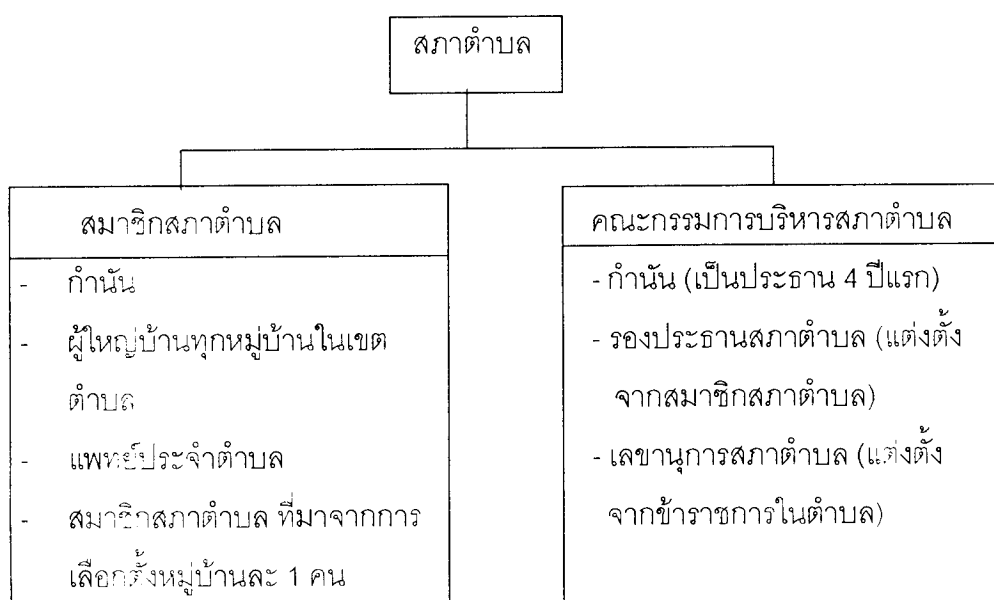 สภาตำบล
สมาชิกสภาตำบล
- กำนัน
- ผู้ใหญ่บ้านทุกหมู่บ้านในเขต
ตำบล
- แพทย์ประจำตำบล
- สมาชิกสภาตำบล ที่มาจากการ
เลือกตั้งหมู่บ้านละ 1 คน
คณะกรรมการบริหารสภาตำบล
- กำนัน (เป็นประธาน 4 ปีแรก)
- รองประธานสภาตำบล (แต่งตั้ง
จากสมาชิกสภาตำบล)
- เลขานุการสภาตำบล (แต่งตั้ง
จากข้าราชการในตำบล)